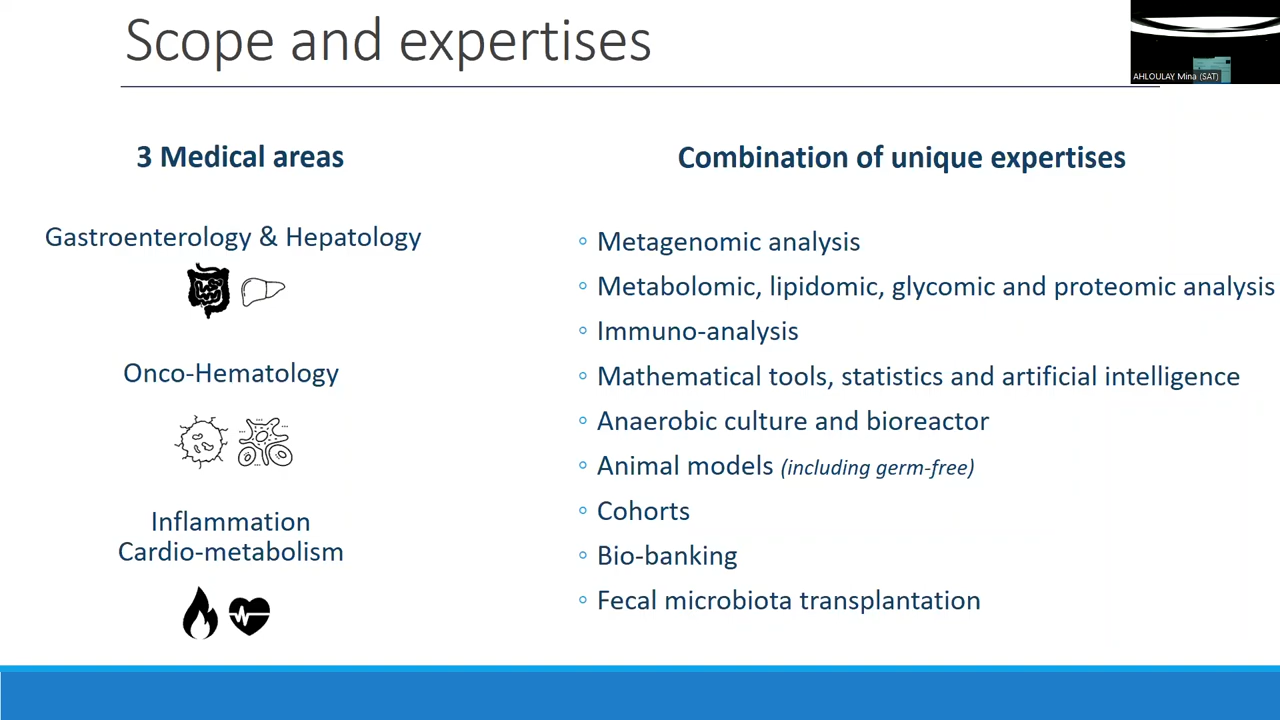 Scope and expertises
AHLOULAY Mina (SAT)
3 Medical areas
Gastroenterology & Hepatology
Onco-Hematology
Inflammation
Cardio-metabolism
Combination of unique expertises
Metagenomic analysis
Metabolomic, lipidomic, glycomic and proteomic analysis
Immuno-analysis
Mathematical tools, statistics and artificial intelligence
Anaerobic culture and bioreactor
Animal models (including germ-free)
Cohorts
Bio-banking
Fecal microbiota transplantation